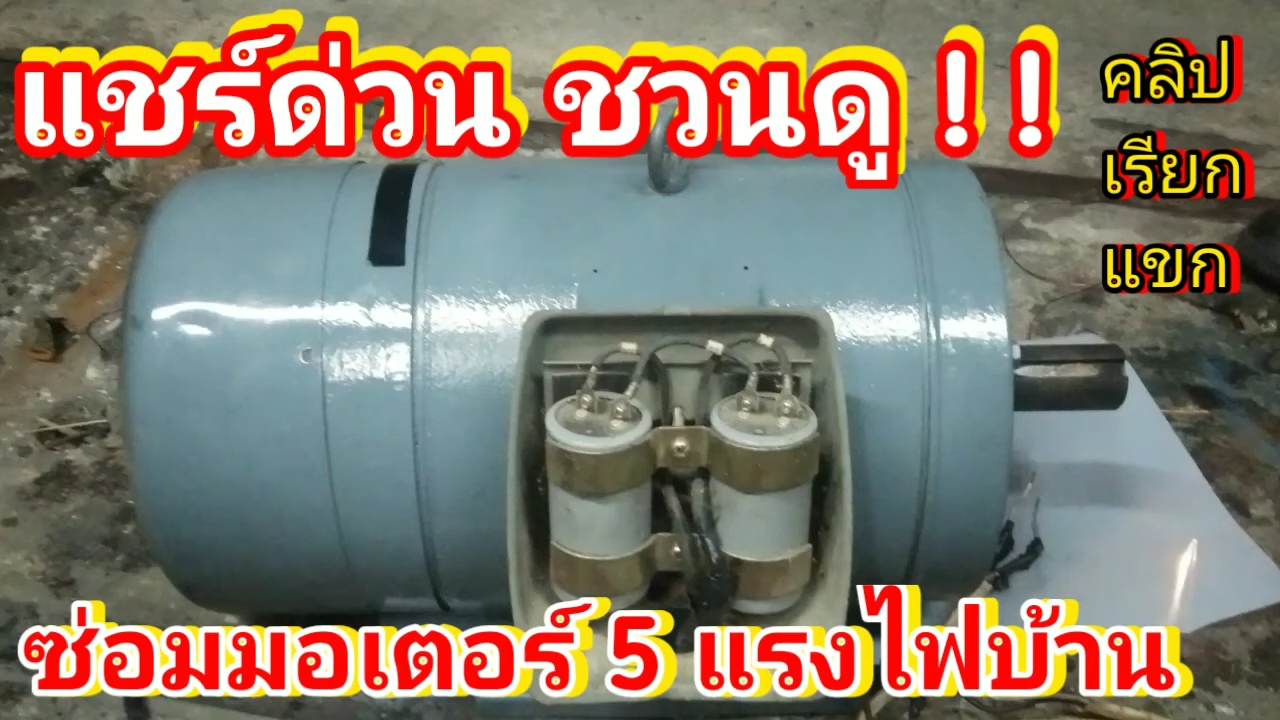 แชร์ด่วน ชวนดู ! !
คลิป
เรียก
แขก
ซ่อมมอเตอร์ 5 แรงไฟบ้าน